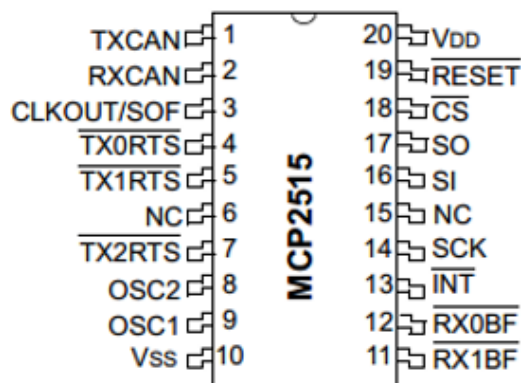 TXCAN 1 20 VDD
RXCAN 2 19 RESET
CLKOUT/SOF 3 18 CS
TX0RTS 4 17 SO
TX1RTS 5 16 SI
NC 6 15 NC
TX2RTS 7 14 SCK
OSC2 8 13 INT
OSC1 9 12 RX0BF
VSS 10 11 RX1BF
MCP2515